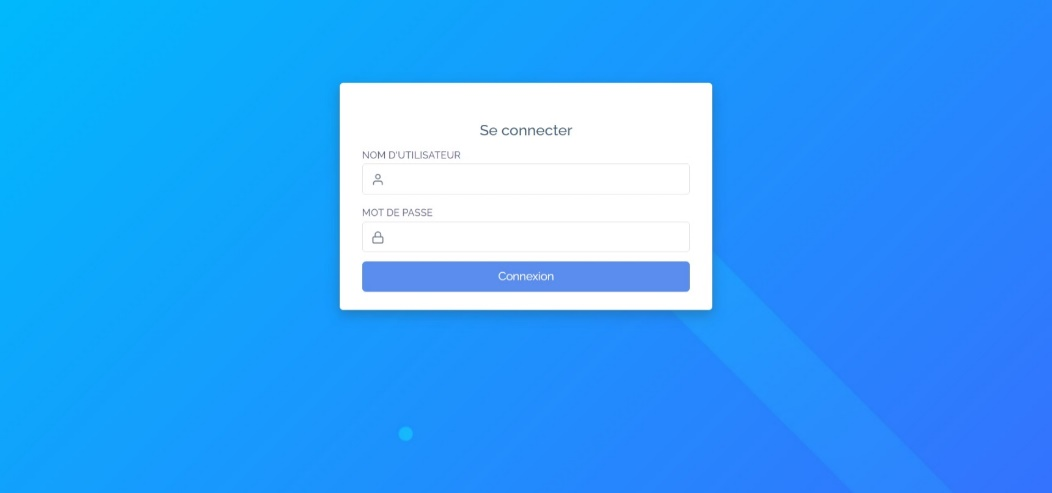 Se connecter
NOM D'UTILISATEUR
MOT DE PASSE
Connexion